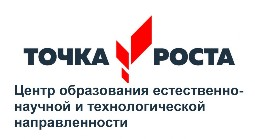 ТОЧКА РОСТА
Центр образования естественно-
научной и технологической
направленности